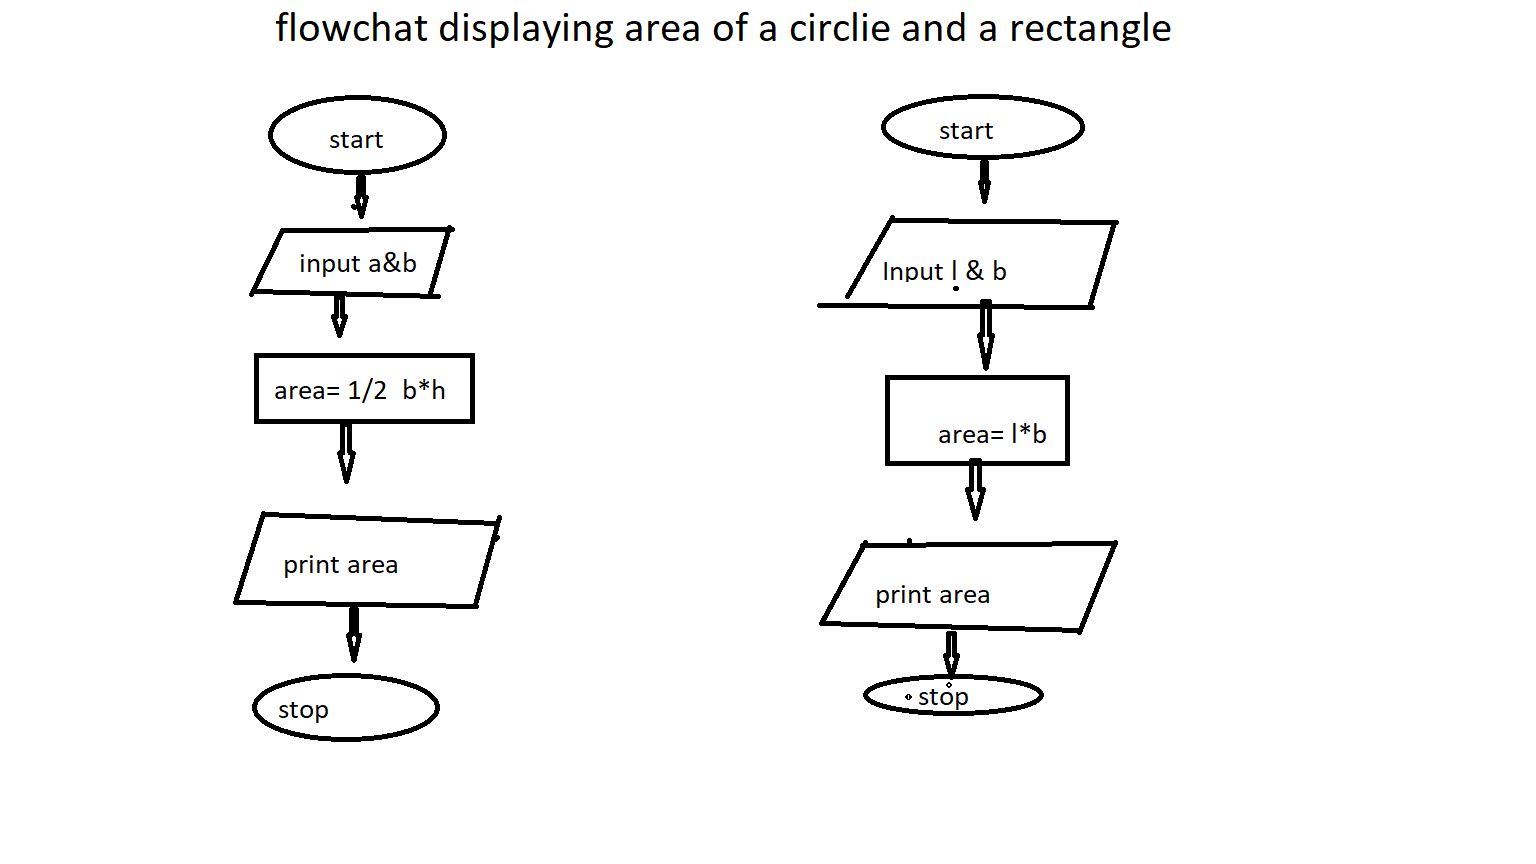 flowchat displaying area of a circlie and a rectangle
start
input a&b
area= 1/2 b*h
print area
stop
start
Input l & b
area= l*b
print area
stop